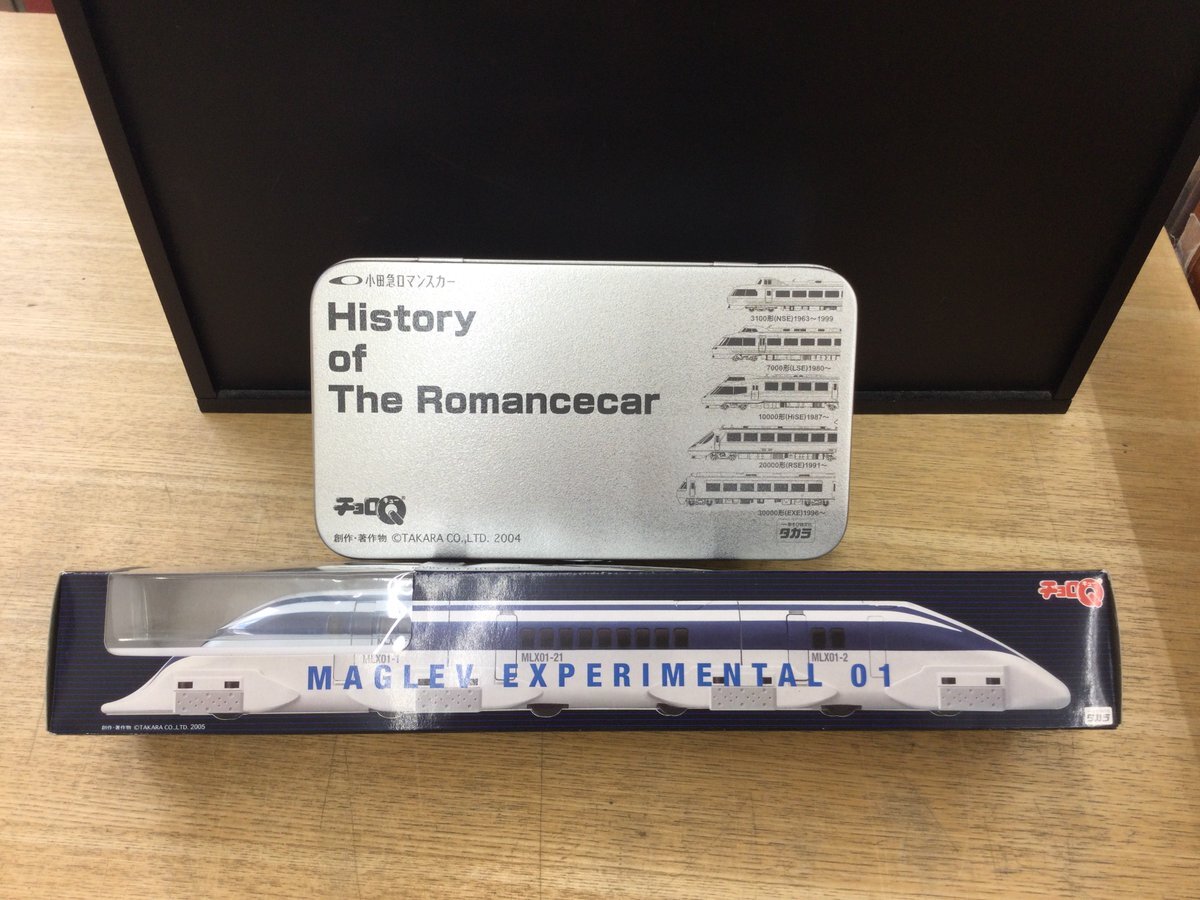 小田急ロマンスカー
History
of
The Romancecar
3100形(NSE)1963～1999
7000形(LSE)1980～
10000形(HiSE)1987～
20000形(RSE)1991～
30000形(EXE)1996～
チョロQ
創作・著作物 ©TAKARA CO.,LTD. 2004
タカラ
チョロQ
MLX01-1
MLX01-21
MLX01-2
MAGLEV EXPERIMENTAL 01
創作・著作物 ©TAKARA CO.,LTD. 2005
タカラ